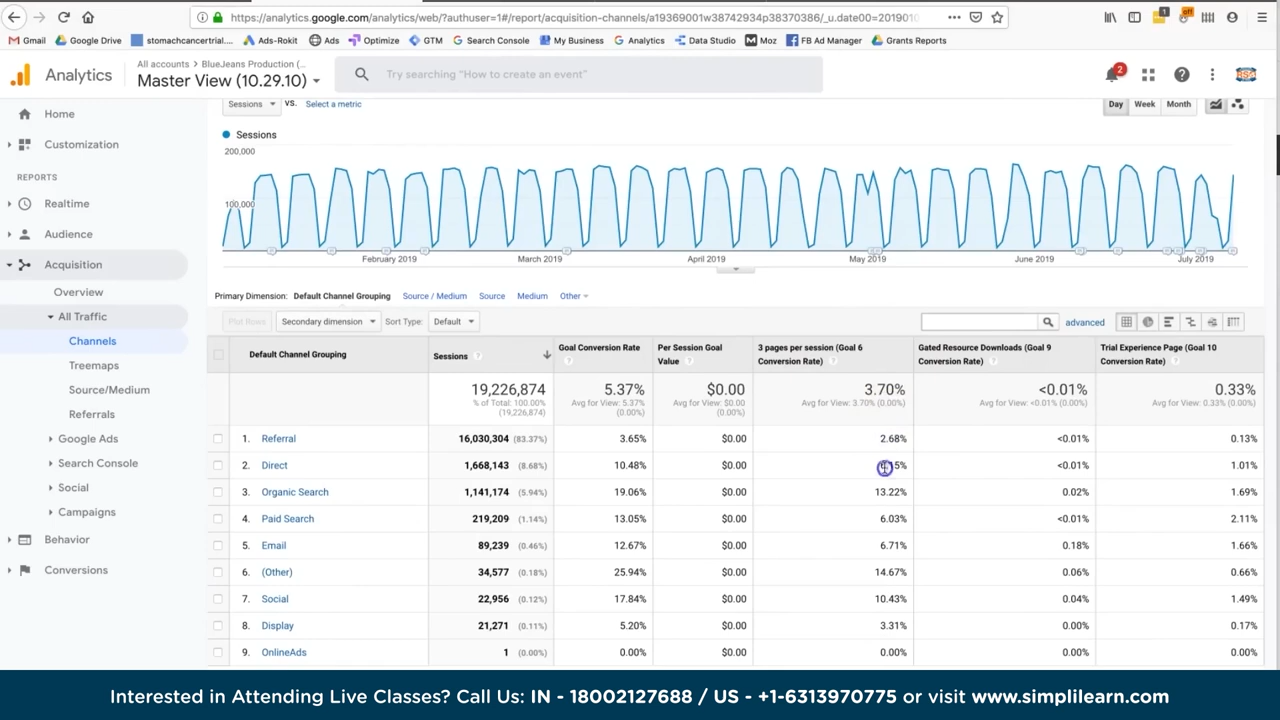 https://analytics.google.com/analytics/web/?authuser=1#/report/acquisition-channels/a19369001w38742934p38370386/_u.date00=201901
1
off
Gmail Google Drive stomachcancertrial.... Ads-Rokit Ads Optimize GTM Search Console My Business Analytics Data Studio Moz FB Ad Manager Grants Reports
Analytics
All accounts > BlueJeans Production (..
Master View (10.29.10)
Try searching “How to create an event”
2
Home
Customization
REPORTS
Realtime
Audience
Acquisition
Overview
All Traffic
Channels
Treemaps
Source/Medium
Referrals
Google Ads
Search Console
Social
Campaigns
Behavior
Conversions
Sessions VS. Select a metric
Day Week Month
Sessions
200,000
100,000
February 2019 March 2019 April 2019 May 2019 June 2019 July 2019
Primary Dimension: Default Channel Grouping Source / Medium Source Medium Other
Plot Rows Secondary dimension Sort Type: Default advanced
Default Channel Grouping
Sessions
Goal Conversion Rate
Per Session Goal Value
3 pages per session (Goal 6 Conversion Rate)
Gated Resource Downloads (Goal 9 Conversion Rate)
Trial Experience Page (Goal 10 Conversion Rate)
19,226,874 5.37% $0.00 3.70% <0.01% 0.33%
% of Total: 100.00% (19,226,874)
Avg for View: 5.37% (0.00%)
Avg for View: $0.00 (0.00%)
Avg for View: 3.70% (0.00%)
Avg for View: <0.01% (0.00%)
Avg for View: 0.33% (0.00%)
1. Referral 16,030,304 (83.37%) 3.65% $0.00 2.68% <0.01% 0.13%
2. Direct 1,668,143 (8.68%) 10.48% $0.00 <0.01% 1.01%
3. Organic Search 1,141,174 (5.94%) 19.06% $0.00 13.22% 0.02% 1.69%
4. Paid Search 219,209 (1.14%) 13.05% $0.00 6.03% <0.01% 2.11%
5. Email 89,239 (0.46%) 12.67% $0.00 6.71% 0.18% 1.66%
6. (Other) 34,577 (0.18%) 25.94% $0.00 14.67% 0.06% 0.66%
7. Social 22,956 (0.12%) 17.84% $0.00 10.43% 0.04% 1.49%
8. Display 21,271 (0.11%) 5.20% $0.00 3.31% 0.00% 0.17%
9. OnlineAds 1 (0.00%) 0.00% $0.00 0.00% 0.00% 0.00%
Interested in Attending Live Classes? Call Us: IN - 18002127688 / US - +1-6313970775 or visit www.simplilearn.com